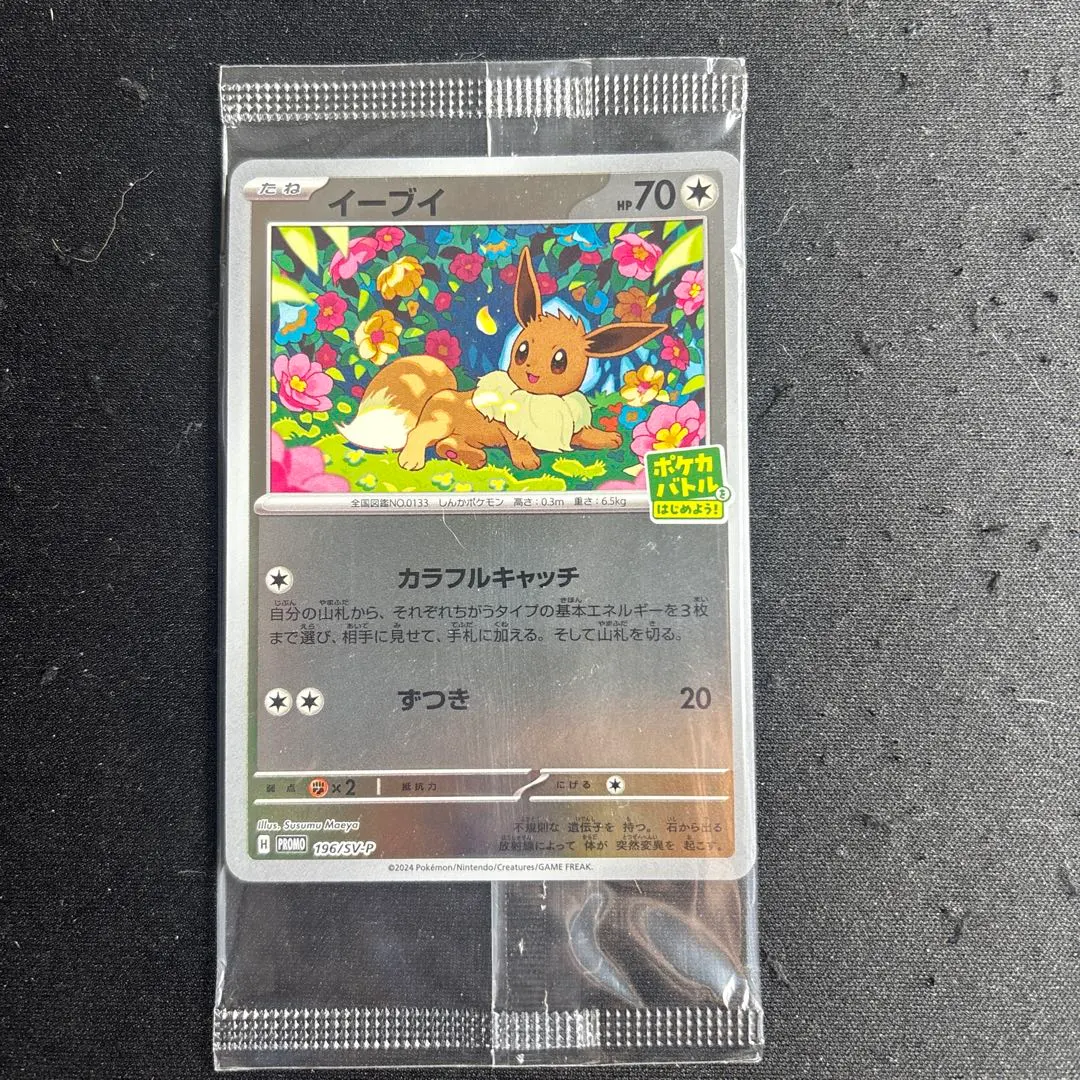 たね
イーブイ
HP70
ポケカ
バトルを
はじめよう!
全国図鑑NO.0133 しんかポケモン 高さ:0.3m 重さ:6.5kg
カラフルキャッチ
自分の山札から、それぞれちがうタイプの基本エネルギーを3枚
まで選び、相手に見せて、手札に加える。そして山札を切る。
ずつき 20
弱点 ×2 抵抗力 にげる
Illus. Susumu Maeya
H PROMO 196/SV-P
不規則な 遺伝子を 持つ。 石から出る
放射線によって 体が 突然変異を 起こす。
©2024 Pokémon/Nintendo/Creatures/GAME FREAK.